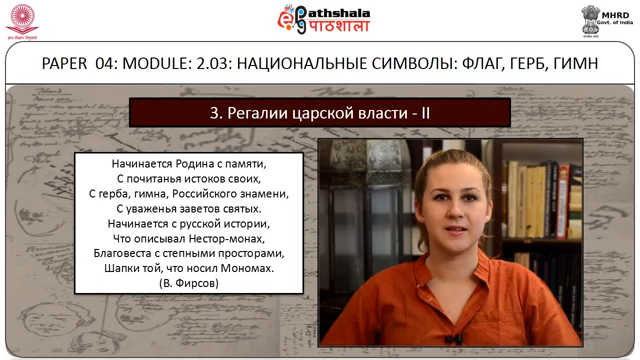 ePathshala
पाठशाला
MHRD
Govt. of India
PAPER 04: MODULE: 2.03: НАЦИОНАЛЬНЫЕ СИМВОЛЫ: ФЛАГ, ГЕРБ, ГИМН
3. Регалии царской власти - II
Начинается Родина с памяти,
С почитанья истоков своих,
С герба, гимна, Российского знамени,
С уваженья заветов святых.
Начинается с русской истории,
Что описывал Нестор-монах,
Благовеста с степными просторами,
Шапки той, что носил Мономах.
(В. Фирсов)